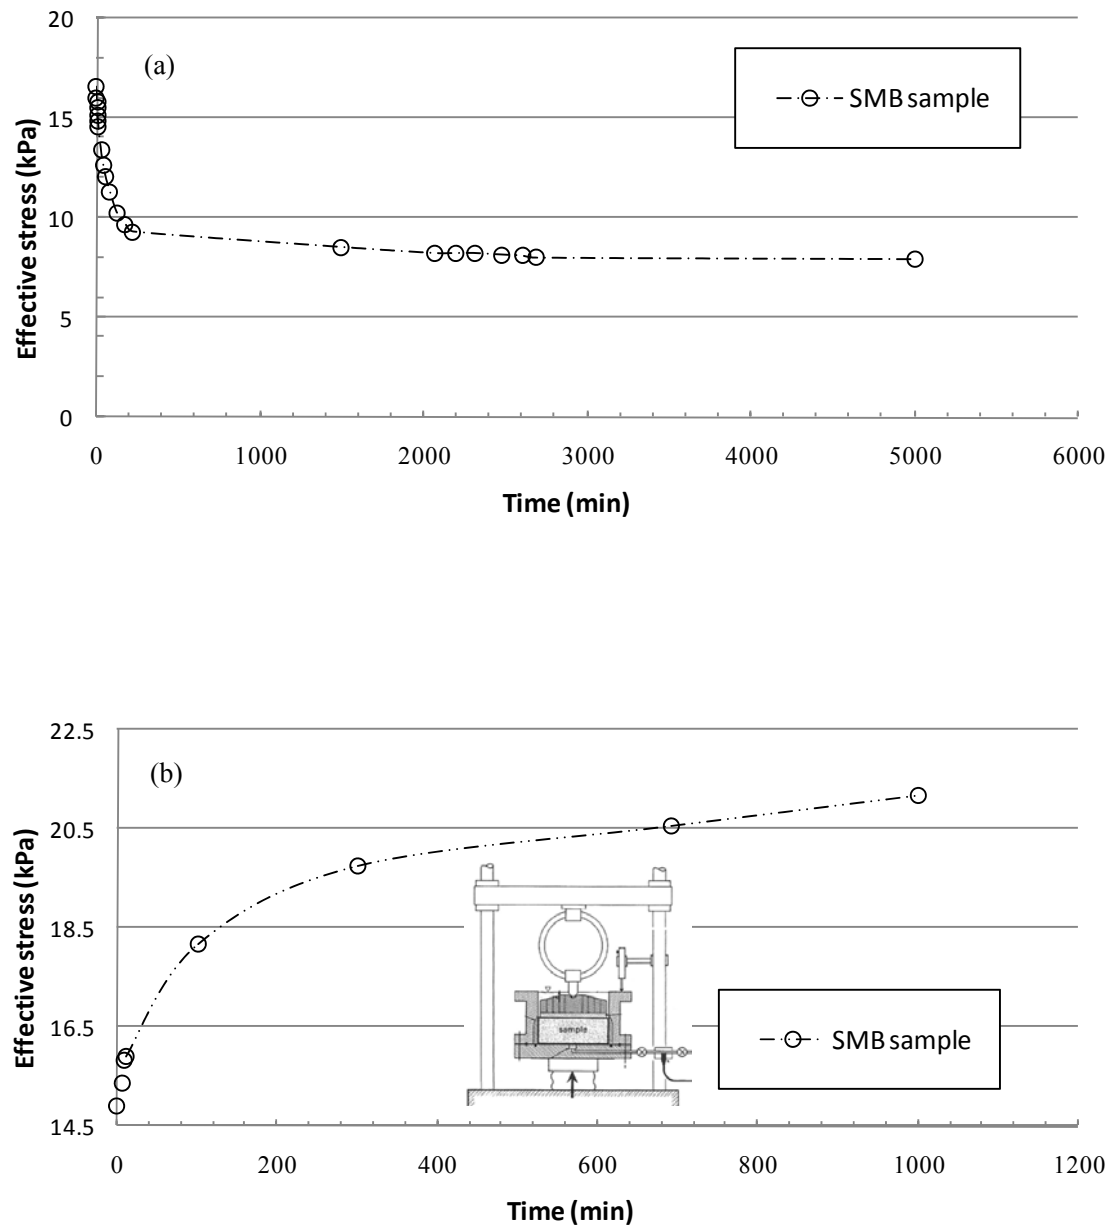 20
(a)
SMB sample
15
10
5
0
Effective stress (kPa)
0 1000 2000 3000 4000 5000 6000
Time (min)
22.5
(b)
20.5
18.5
16.5
14.5
Effective stress (kPa)
sample
SMB sample
0 200 400 600 800 1000 1200
Time (min)